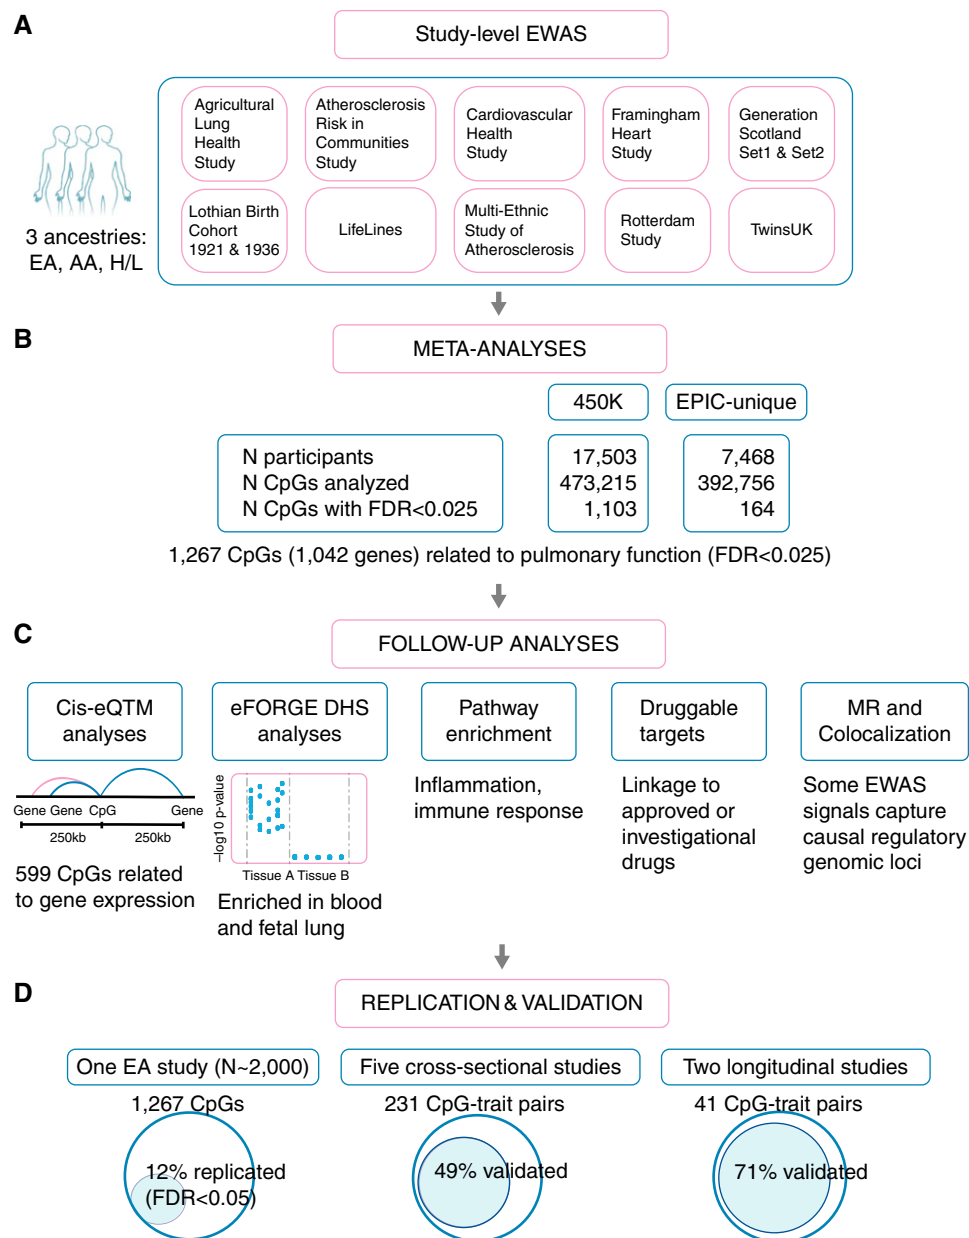 A
Study-level EWAS
Agricultural
Lung
Health
Study
Atherosclerosis
Risk in
Communities
Study
Cardiovascular
Health
Study
Framingham
Heart
Study
Generation
Scotland
Set1 & Set2
Lothian Birth
Cohort
1921 & 1936
LifeLines
Multi-Ethnic
Study of
Atherosclerosis
Rotterdam
Study
TwinsUK
3 ancestries:
EA, AA, H/L
B
META-ANALYSES
450K
EPIC-unique
N participants 17,503 7,468
N CpGs analyzed 473,215 392,756
N CpGs with FDR<0.025 1,103 164
1,267 CpGs (1,042 genes) related to pulmonary function (FDR<0.025)
C
FOLLOW-UP ANALYSES
Cis-eQTM
analyses
Gene Gene CpG Gene
250kb 250kb
599 CpGs related
to gene expression
eFORGE DHS
analyses
−log10 p-value
Tissue A Tissue B
Enriched in blood
and fetal lung
Pathway
enrichment
Inflammation,
immune response
Druggable
targets
Linkage to
approved or
investigational
drugs
MR and
Colocalization
Some EWAS
signals capture
causal regulatory
genomic loci
D
REPLICATION & VALIDATION
One EA study (N~2,000)
1,267 CpGs
12% replicated
(FDR<0.05)
Five cross-sectional studies
231 CpG-trait pairs
49% validated
Two longitudinal studies
41 CpG-trait pairs
71% validated